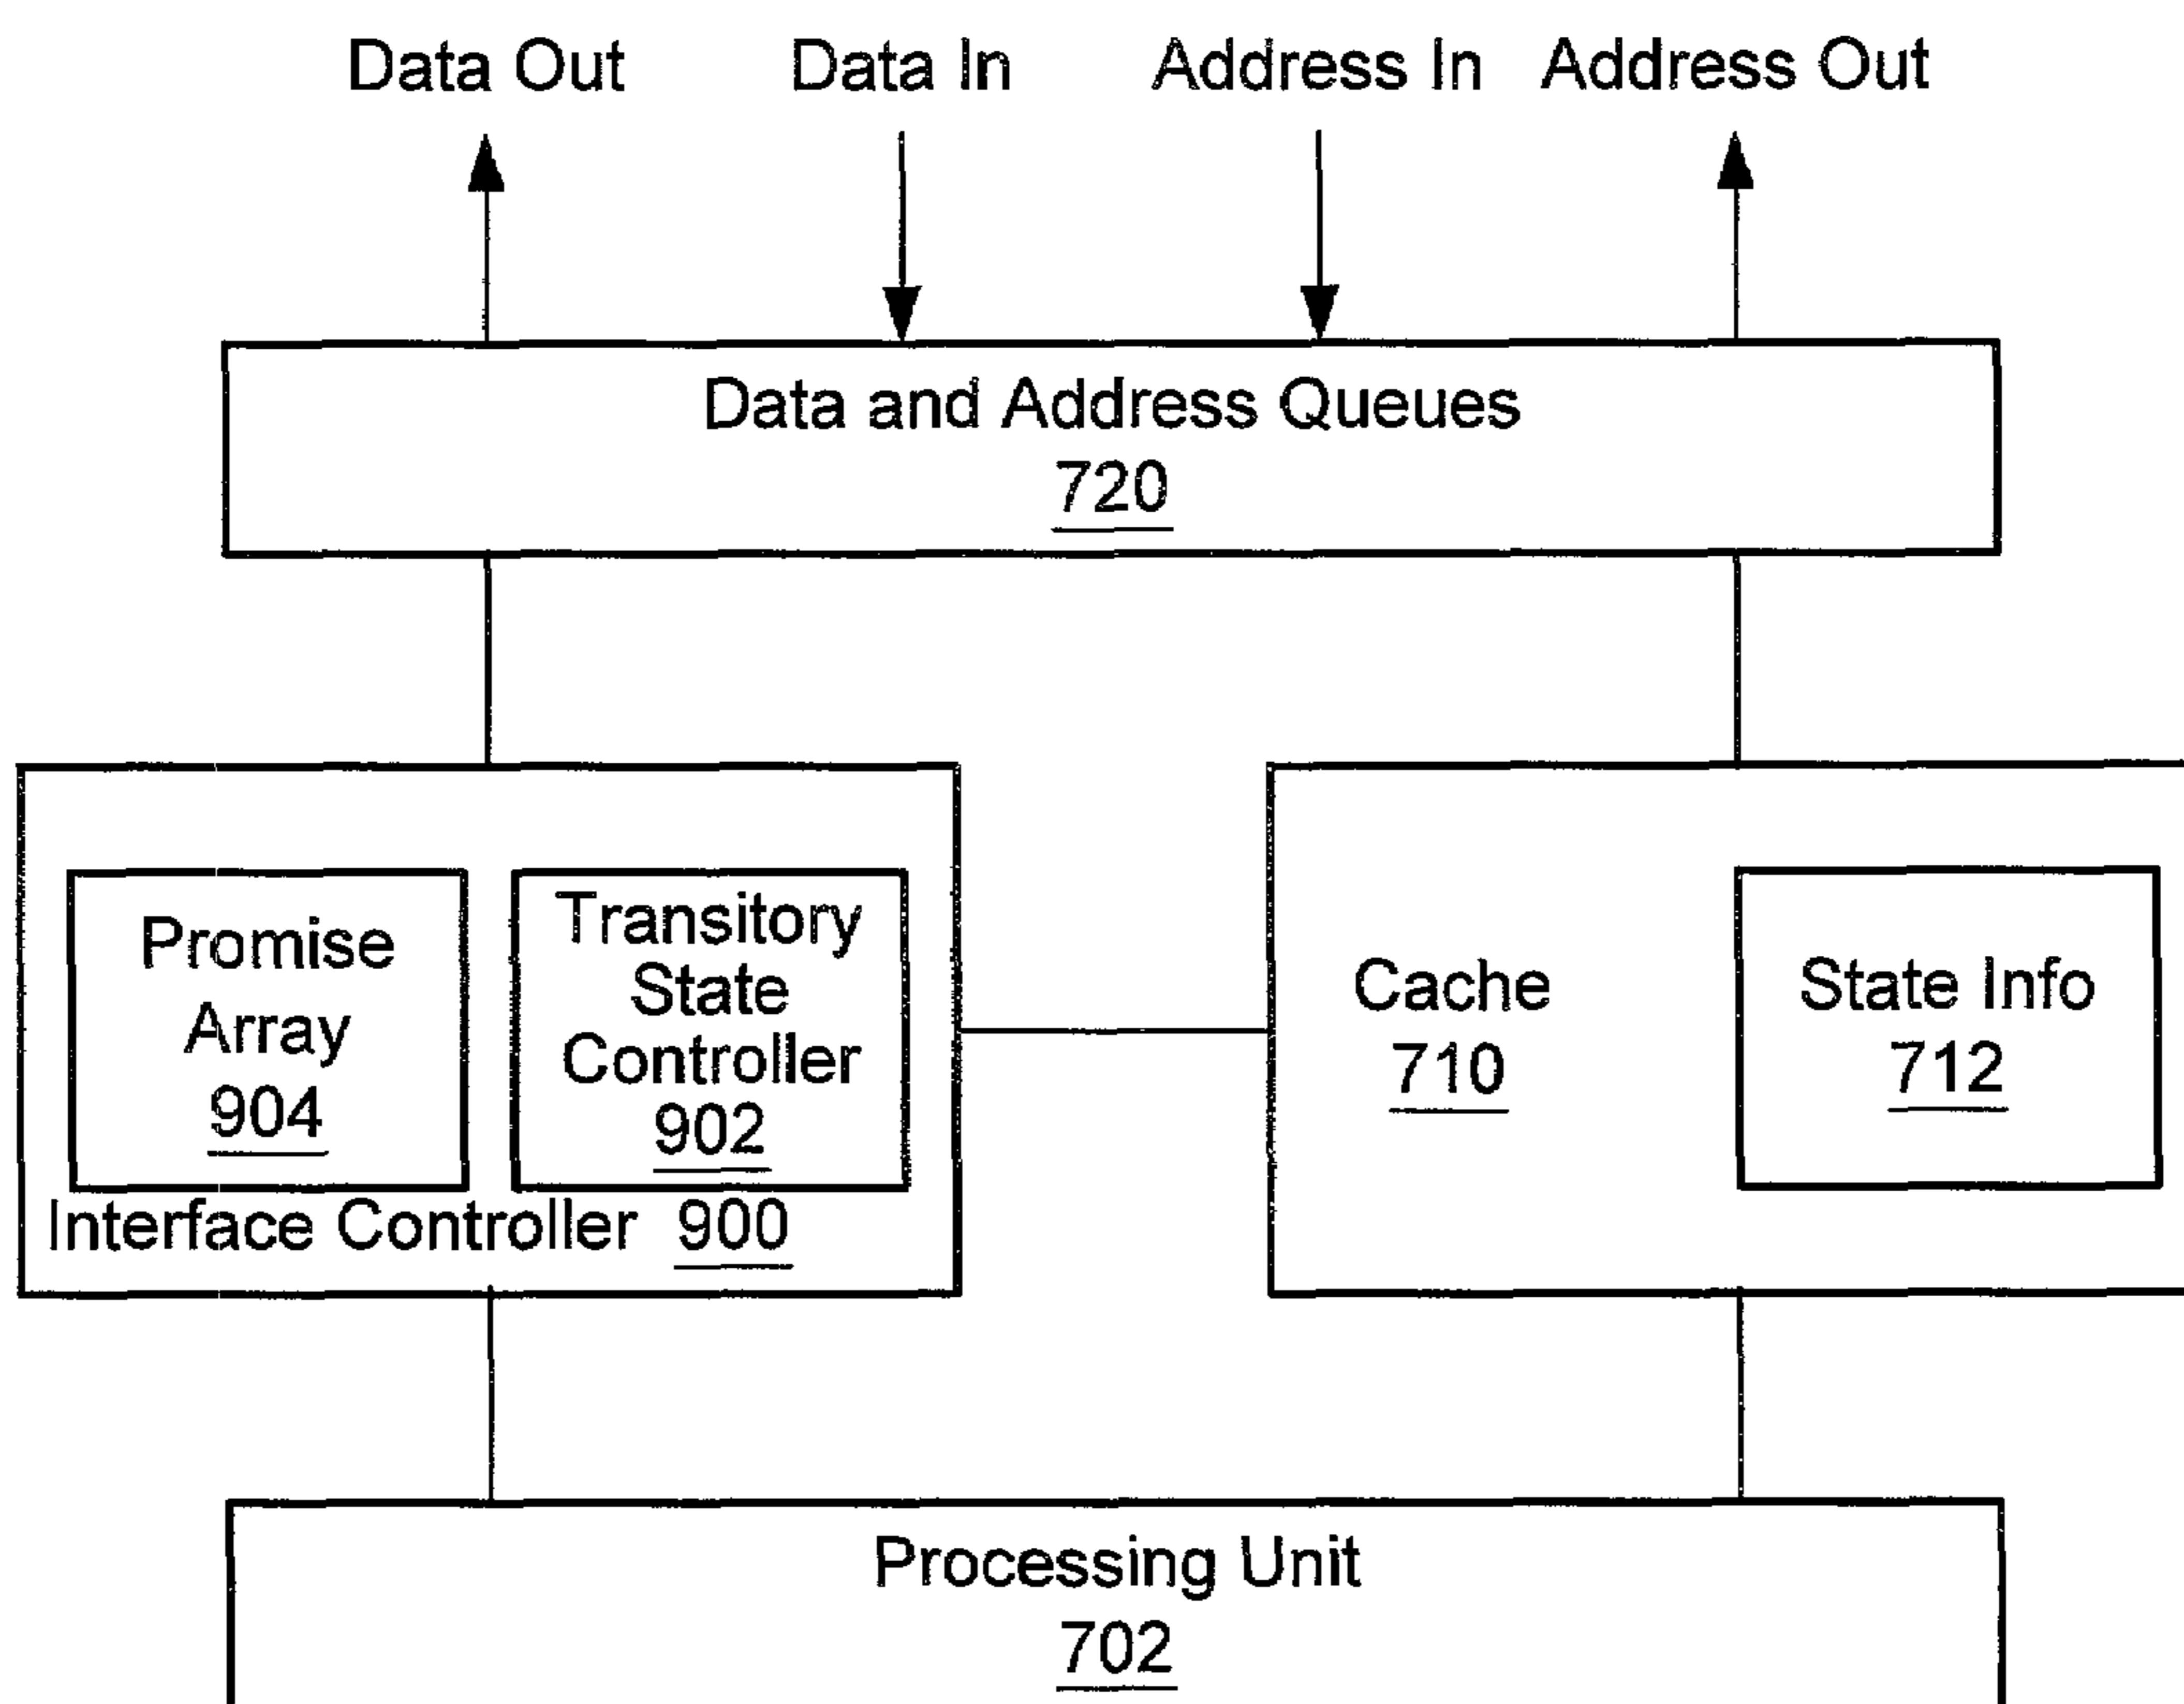 Data Out
Data In
Address In
Address Out
Data and Address Queues
720
Promise
Array
904
Transitory
State
Controller
902
Interface Controller 900
Cache
710
State Info
712
Processing Unit
702